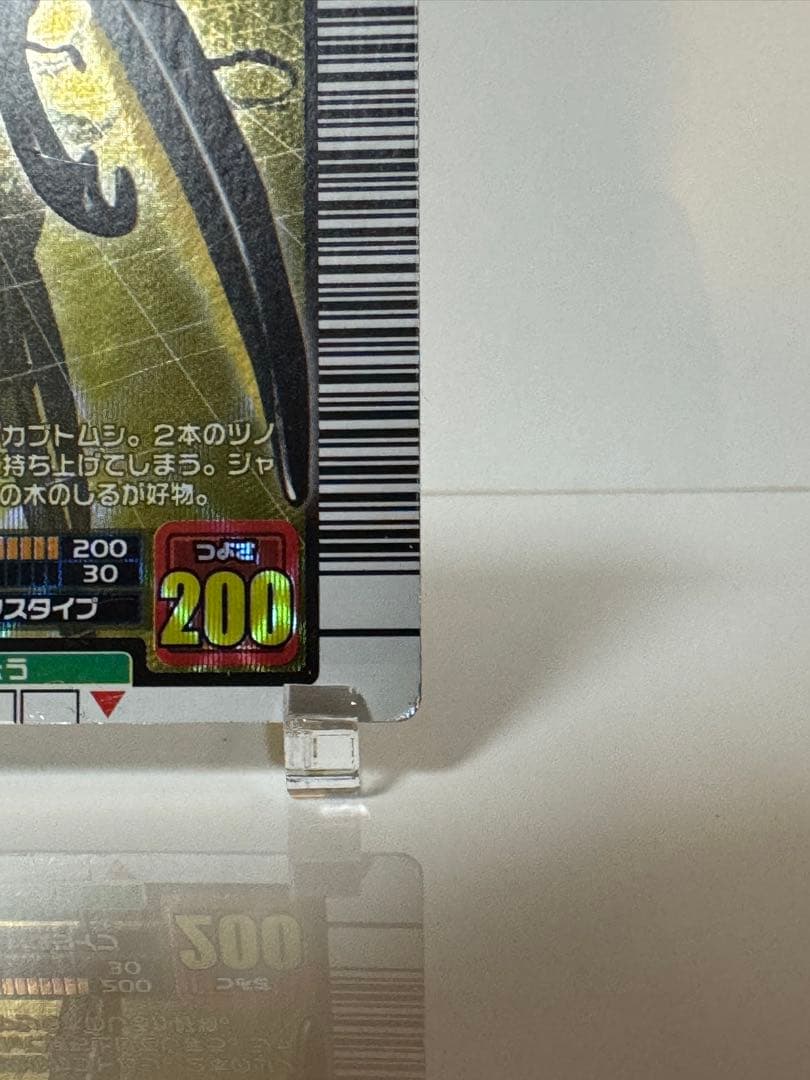 カブトムシ。2本のツノ
持ち上げてしまう。ジャ
の木のしるが好物。
200
30
スタイプ
つよさ
200
う